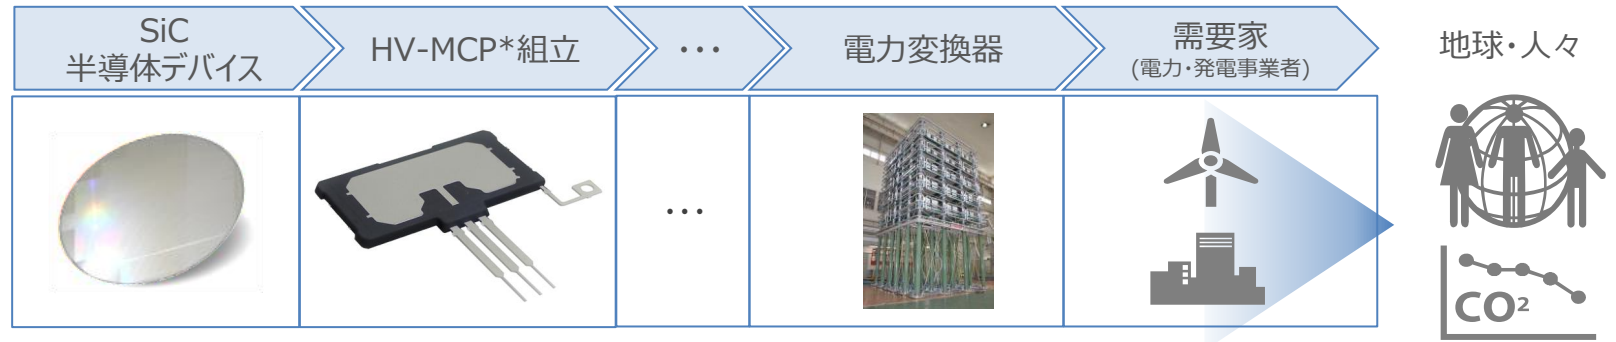 SiC
半導体デバイス
HV-MCP*組立
・・・
電力変換器
需要家
(電力・発電事業者)
地球・人々
・・・
CO²